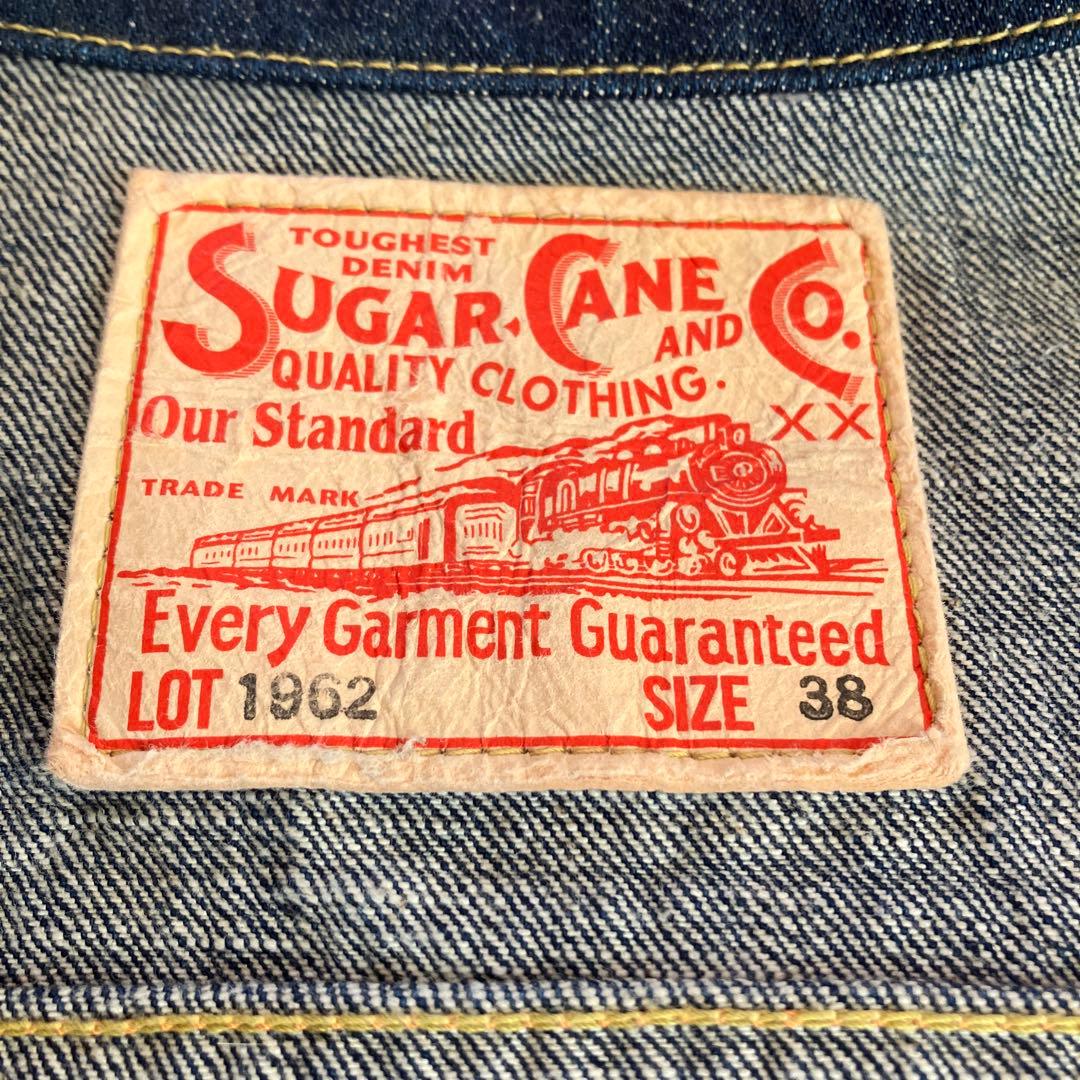 TOUGHEST
DENIM
SUGAR CANE Co.
QUALITY CLOTHING. AND
Our Standard
XX
TRADE MARK
Every Garment Guaranteed
LOT 1962 SIZE 38